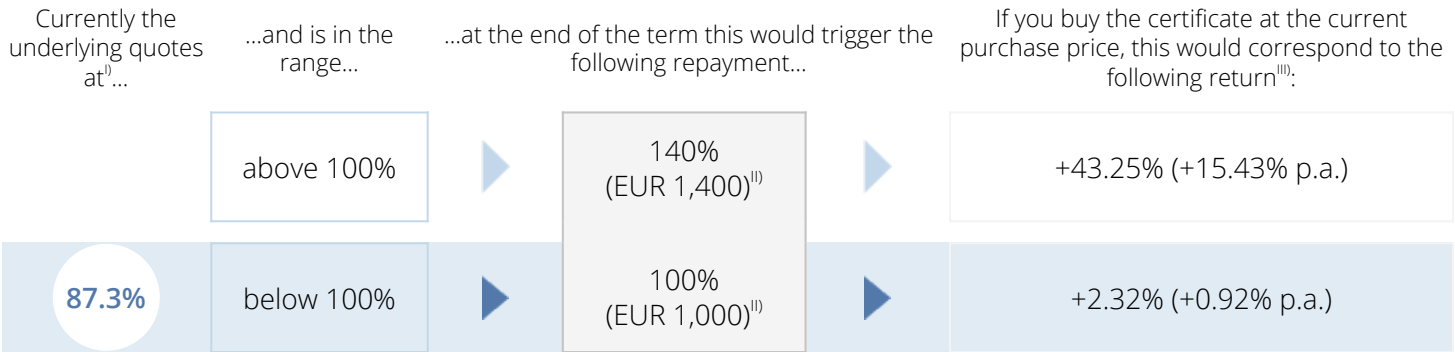 Currently the
underlying quotes
at^I)...
...and is in the
range...
...at the end of the term this would trigger the
following repayment...
If you buy the certificate at the current
purchase price, this would correspond to the
following return^III):
above 100%
140%
(EUR 1,400)^II)
+43.25% (+15.43% p.a.)
87.3%
below 100%
100%
(EUR 1,000)^II)
+2.32% (+0.92% p.a.)